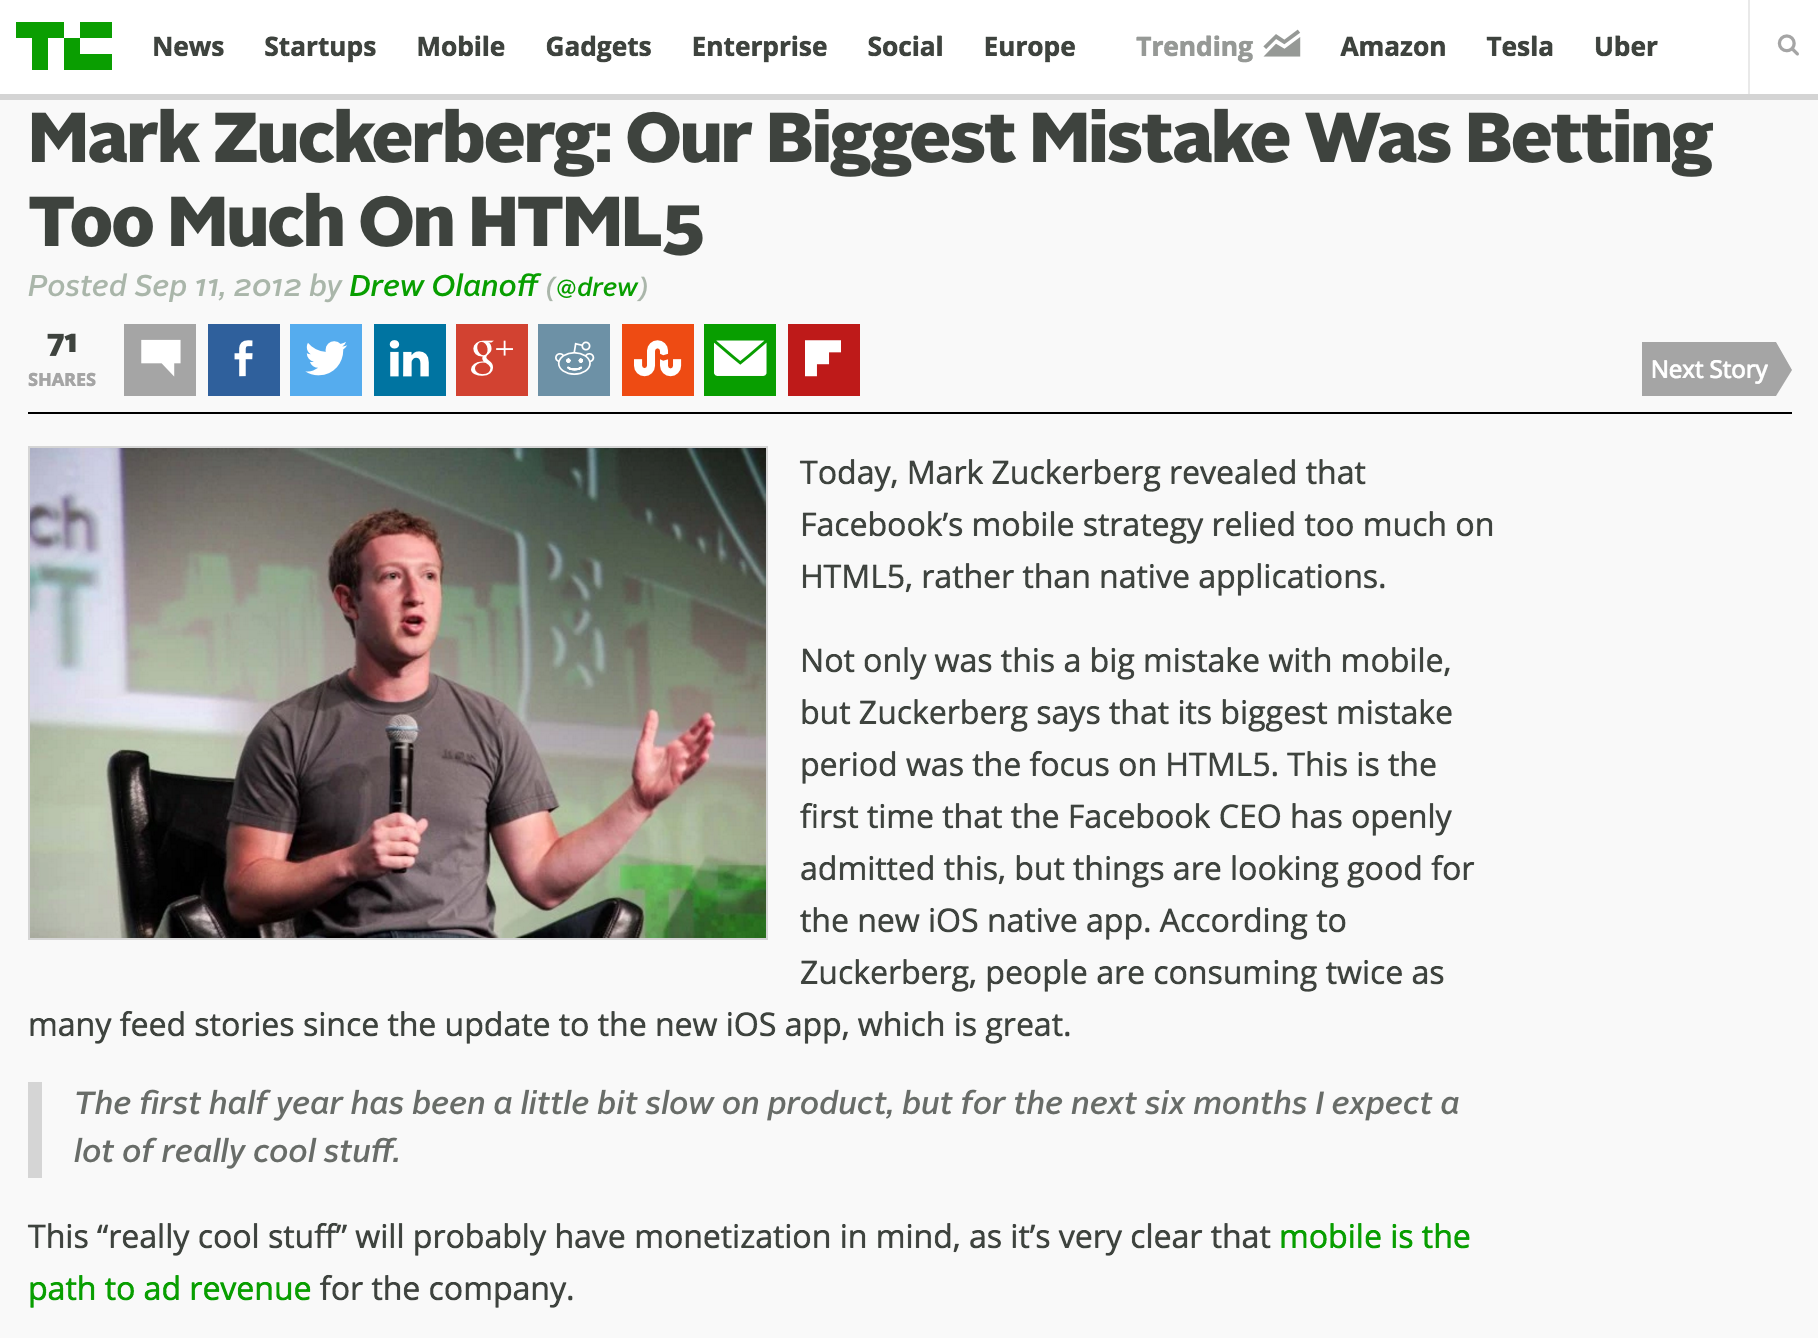 TC News Startups Mobile Gadgets Enterprise Social Europe Trending Amazon Tesla Uber
Mark Zuckerberg: Our Biggest Mistake Was Betting
Too Much On HTML5
Posted Sep 11, 2012 by Drew Olanoff (@drew)
71
SHARES
f in g+
Next Story
ch
T
Today, Mark Zuckerberg revealed that
Facebook’s mobile strategy relied too much on
HTML5, rather than native applications.
Not only was this a big mistake with mobile,
but Zuckerberg says that its biggest mistake
period was the focus on HTML5. This is the
first time that the Facebook CEO has openly
admitted this, but things are looking good for
the new iOS native app. According to
Zuckerberg, people are consuming twice as
many feed stories since the update to the new iOS app, which is great.
The first half year has been a little bit slow on product, but for the next six months I expect a
lot of really cool stuff.
This “really cool stuff” will probably have monetization in mind, as it’s very clear that mobile is the
path to ad revenue for the company.